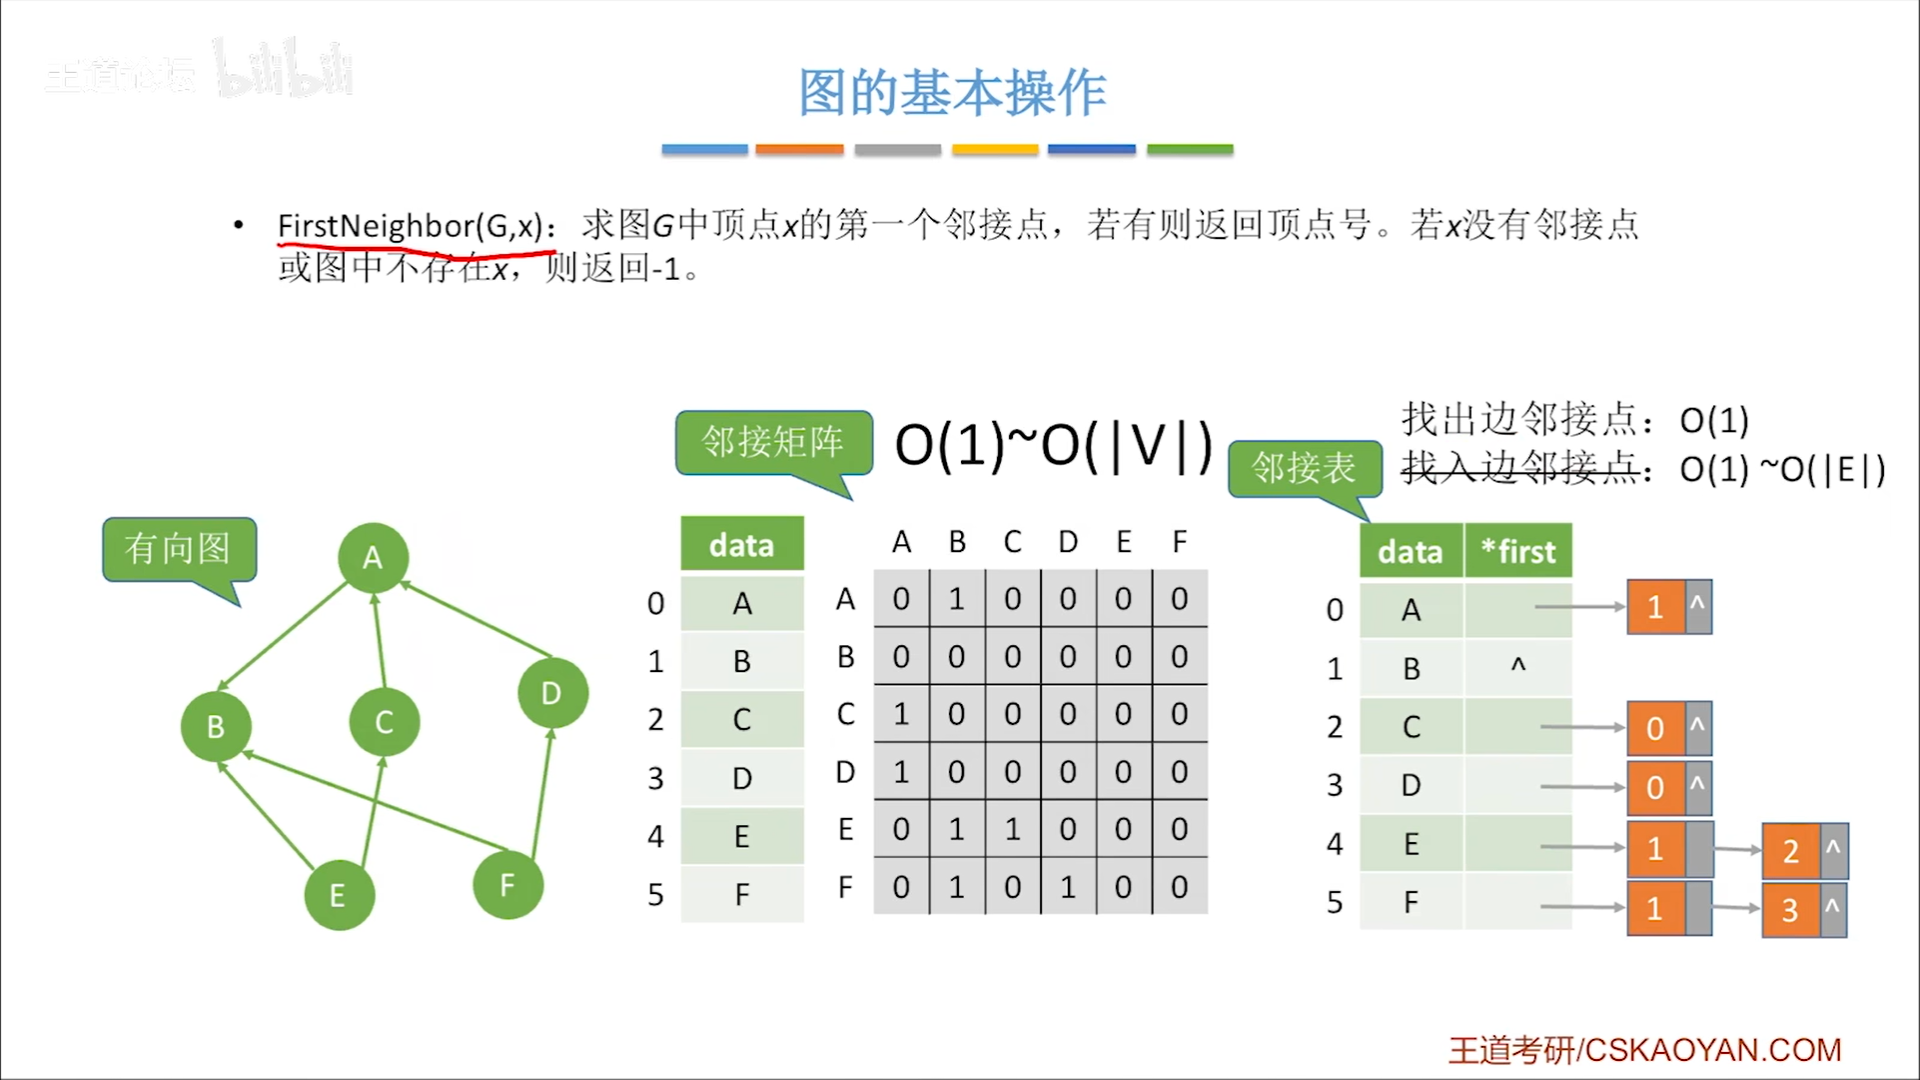 王道论坛 bilibili
图的基本操作
• FirstNeighbor(G,x)：求图G中顶点x的第一个邻接点，若有则返回顶点号。若x没有邻接点
或图中不存在x，则返回-1。
找出边邻接点：O(1)
找入边邻接点：O(1) ~O(|E|)
邻接矩阵 O(1)~O(|V|)
邻接表
有向图
A
B
C
D
E
F
data
0 A
1 B
2 C
3 D
4 E
5 F
A B C D E F
A 0 1 0 0 0 0
B 0 0 0 0 0 0
C 1 0 0 0 0 0
D 1 0 0 0 0 0
E 0 1 1 0 0 0
F 0 1 0 1 0 0
data *first
0 A 1 ^
1 B ^
2 C 0 ^
3 D 0 ^
4 E 1 2 ^
5 F 1 3 ^
王道考研/CSKAOYAN.COM